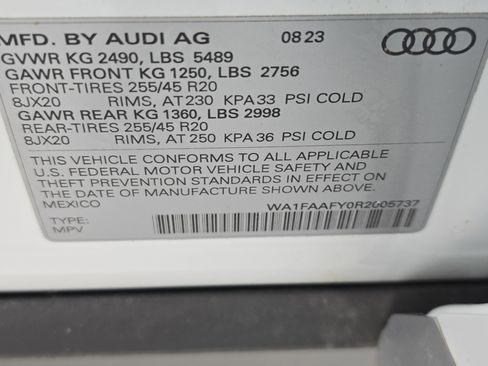 MFD. BY AUDI AG 08 23
GVWR KG 2490, LBS 5489
GAWR FRONT KG 1250, LBS 2756
FRONT-TIRES 255/45 R20
8JX20 RIMS, AT 230 KPA 33 PSI COLD
GAWR REAR KG 1360, LBS 2998
REAR-TIRES 255/45 R20
8JX20 RIMS, AT 250 KPA 36 PSI COLD
THIS VEHICLE CONFORMS TO ALL APPLICABLE
U.S. FEDERAL MOTOR VEHICLE SAFETY
THEFT PREVENTION STANDARDS IN EFFECT ON
THE DATE OF MANUFACTURE SHOWN ABOVE.
MEXICO
WA1FAAFY0R2005737
TYPE:
MPV